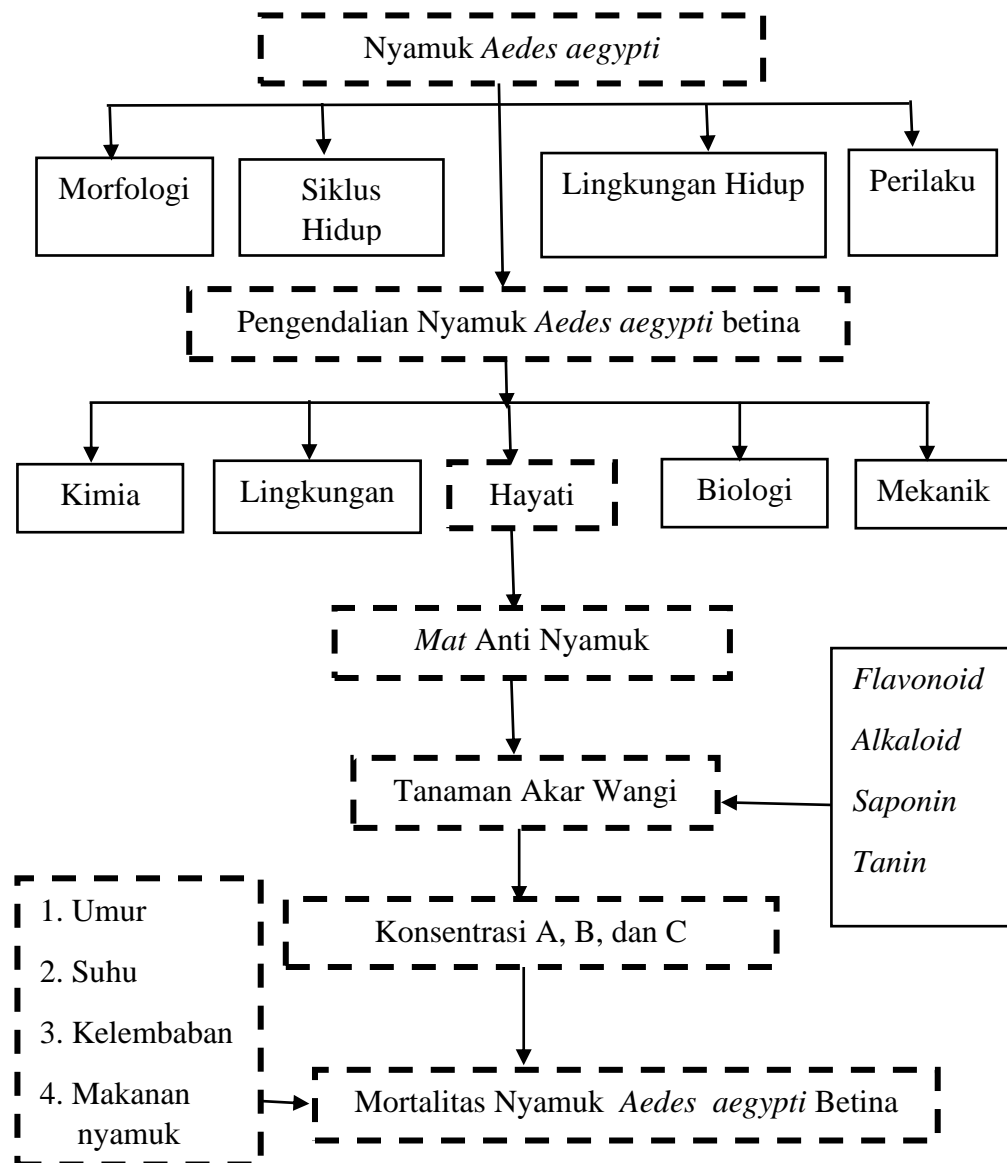 Nyamuk Aedes aegypti
Morfologi
Siklus
Hidup
Lingkungan Hidup
Perilaku
Pengendalian Nyamuk Aedes aegypti betina
Kimia
Lingkungan
Hayati
Biologi
Mekanik
Mat Anti Nyamuk
Flavonoid
Alkaloid
Saponin
Tanin
Tanaman Akar Wangi
Konsentrasi A, B, dan C
1. Umur
2. Suhu
3. Kelembaban
4. Makanan
nyamuk
Mortalitas Nyamuk Aedes aegypti Betina